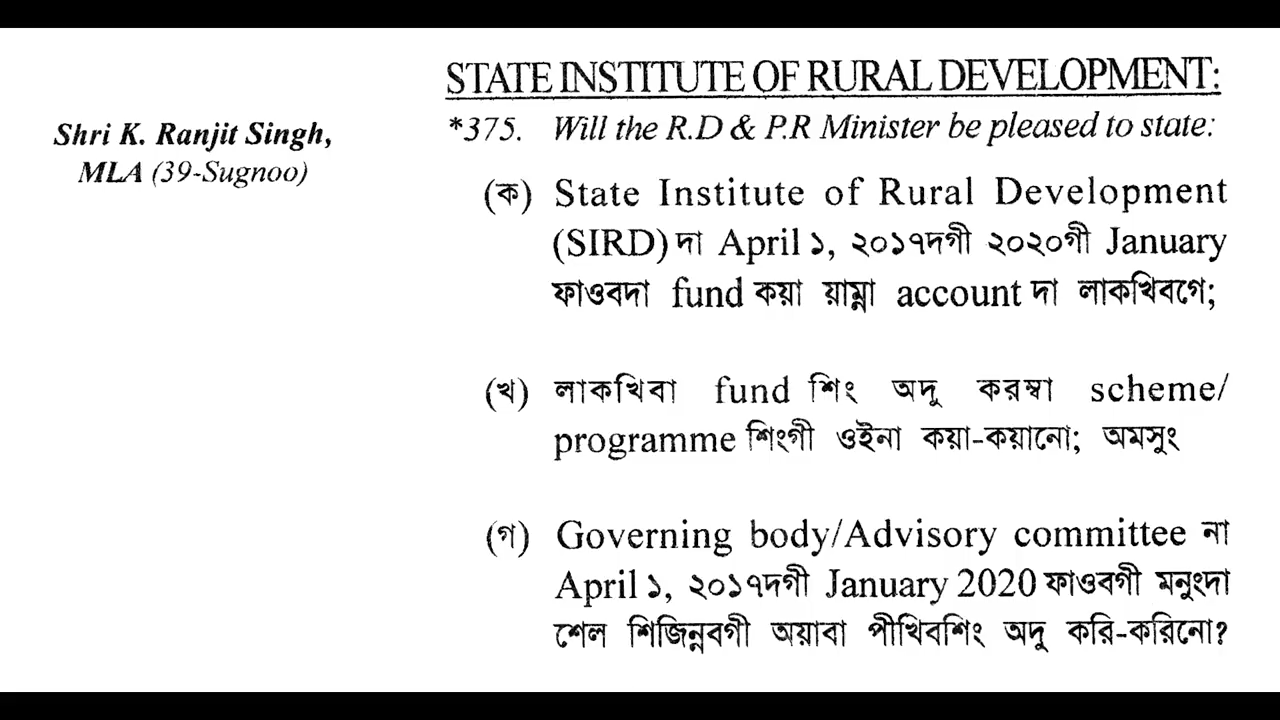 STATE INSTITUTE OF RURAL DEVELOPMENT:
Shri K. Ranjit Singh,
MLA (39-Sugnoo)
*375. Will the R.D & P.R Minister be pleased to state:
(ক) State Institute of Rural Development
(SIRD) দা April ১, ২০১৭দগী ২০২০গী January
ফাওবদা fund কয়া য়াম্না account দা লাকখিবগে;
(খ) লাকখিবা fund শিং অদু করম্বা scheme/
programme শিংগী ওইনা কয়া-কয়ানো; অমসুং
(গ) Governing body/Advisory committee না
April ১, ২০১৭দগী January 2020 ফাওবগী মনুংদা
শেল শিজিন্নবগী অয়াবা পীখিবশিং অদু করি-করিনো?